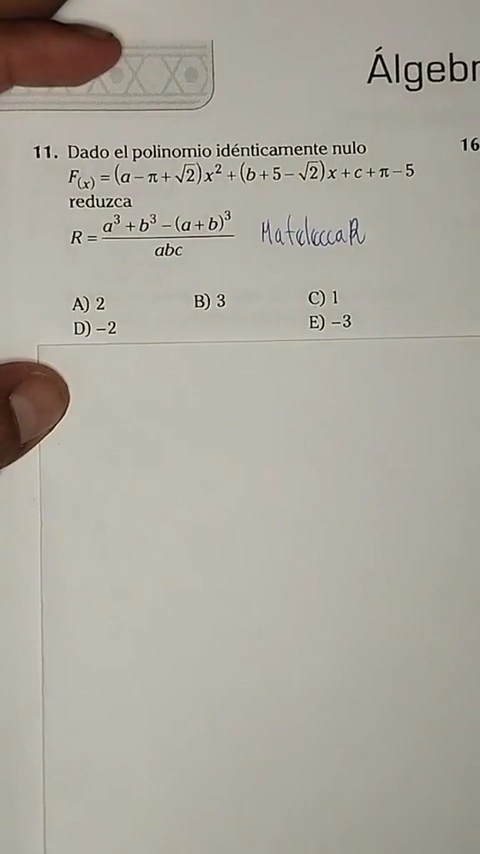 Álgebr
11. Dado el polinomio idénticamente nulo
F(x) = (a − π + √2)x² + (b + 5 − √2)x + c + π − 5
reduzca
R = a³ + b³ − (a + b)³ / abc
A) 2 B) 3 C) 1
D) −2 E) −3
16